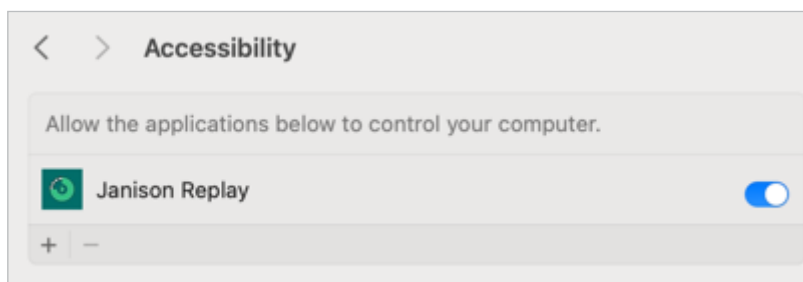 Accessibility
Allow the applications below to control your computer.
Janison Replay